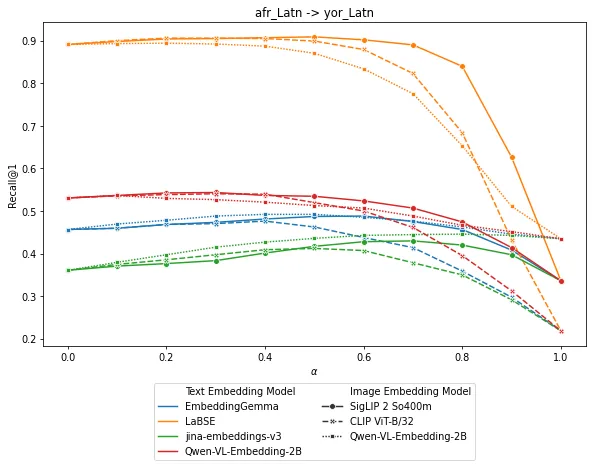 afr_Latn -> yor_Latn
Recall@1
0.9
0.8
0.7
0.6
0.5
0.4
0.3
0.2
0.0 0.2 0.4 0.6 0.8 1.0
α
Text Embedding Model Image Embedding Model
EmbeddingGemma SigLIP 2 So400m
LaBSE CLIP ViT-B/32
jina-embeddings-v3 Qwen-VL-Embedding-2B
Qwen-VL-Embedding-2B